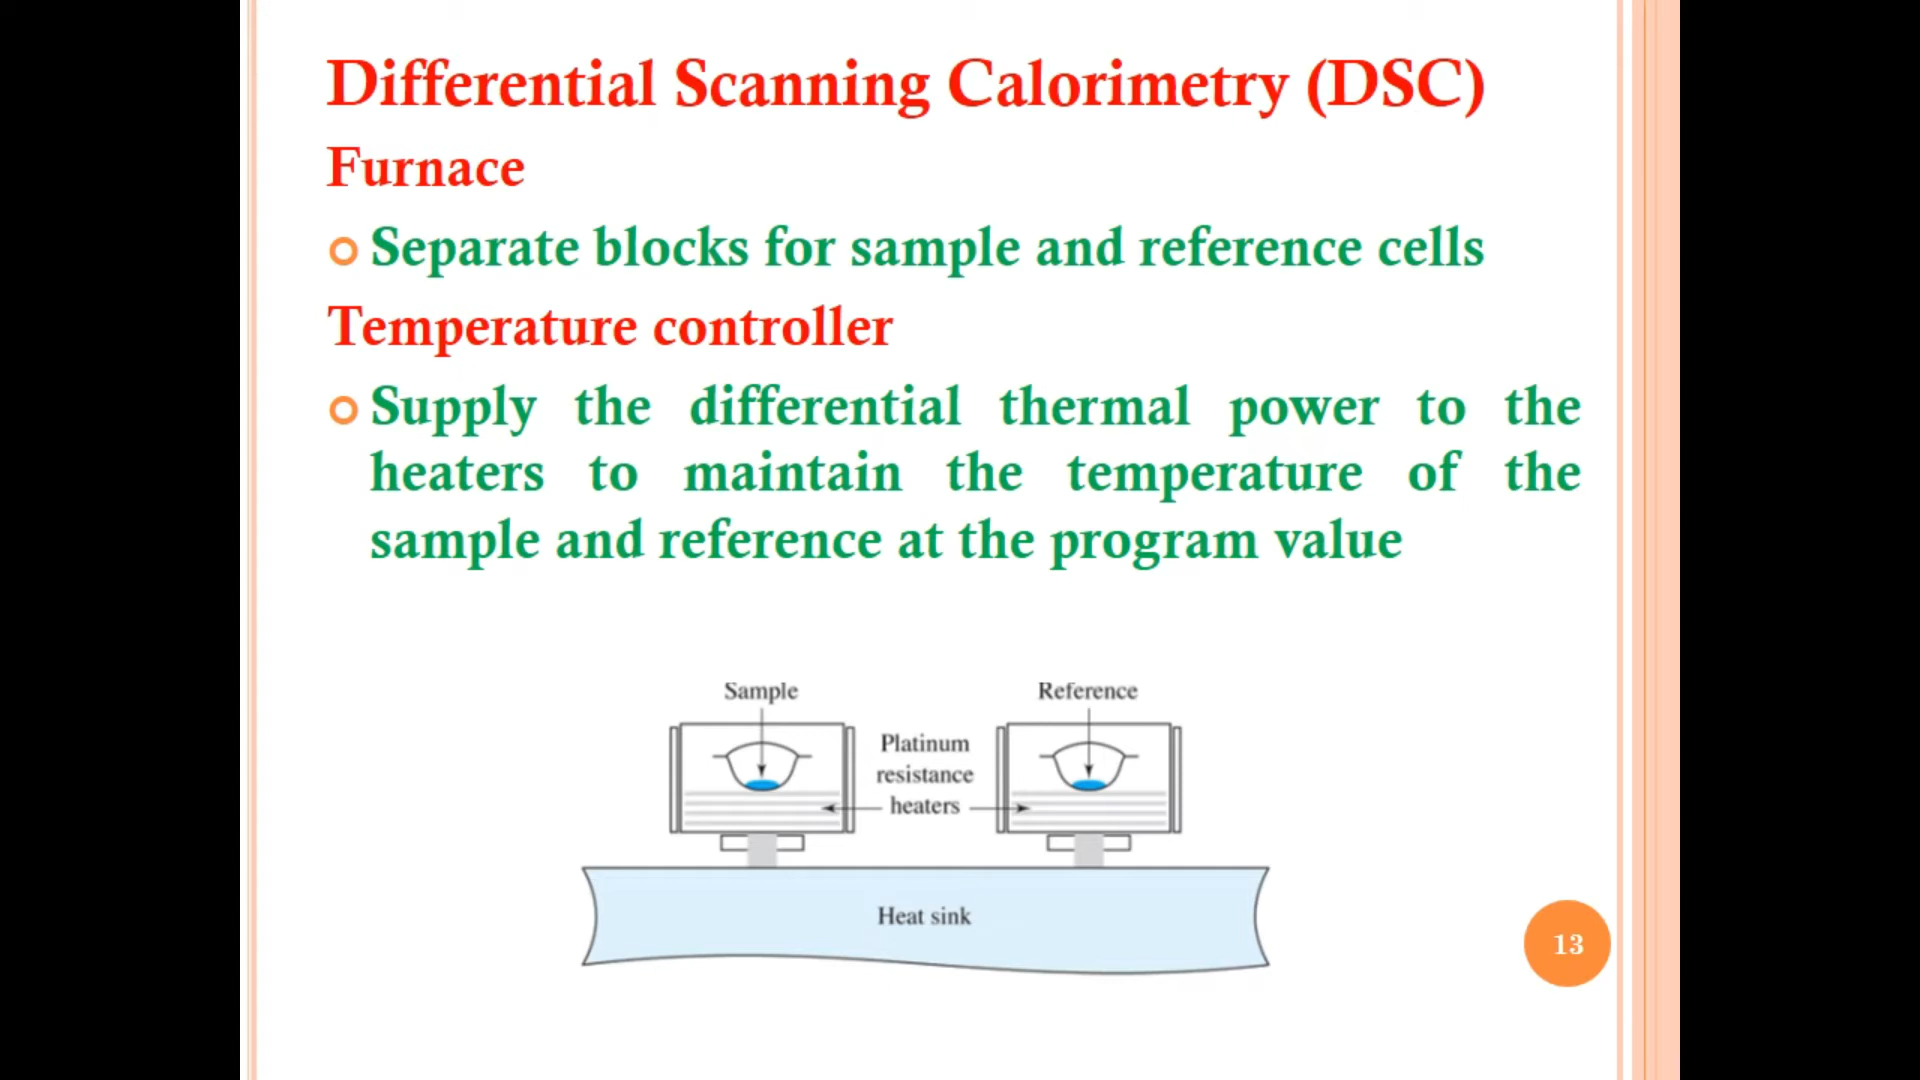 Differential Scanning Calorimetry (DSC)
Furnace
Separate blocks for sample and reference cells
Temperature controller
Supply the differential thermal power to the
heaters to maintain the temperature of the
sample and reference at the program value
Sample
Reference
Platinum
resistance
heaters
Heat sink
13